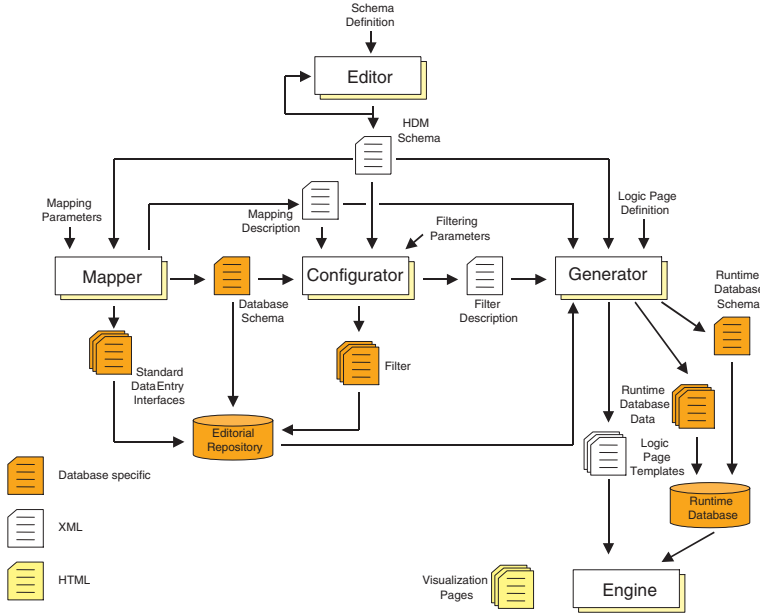 Schema
Definition
Editor
HDM
Schema
Mapping
Parameters
Mapping
Description
Filtering
Parameters
Logic Page
Definition
Mapper
Database
Schema
Configurator
Filter
Description
Generator
Runtime
Database
Schema
Standard
DataEntry
Interfaces
Filter
Runtime
Database
Data
Editorial
Repository
Logic
Page
Templates
Database specific
XML
HTML
Runtime
Database
Visualization
Pages
Engine